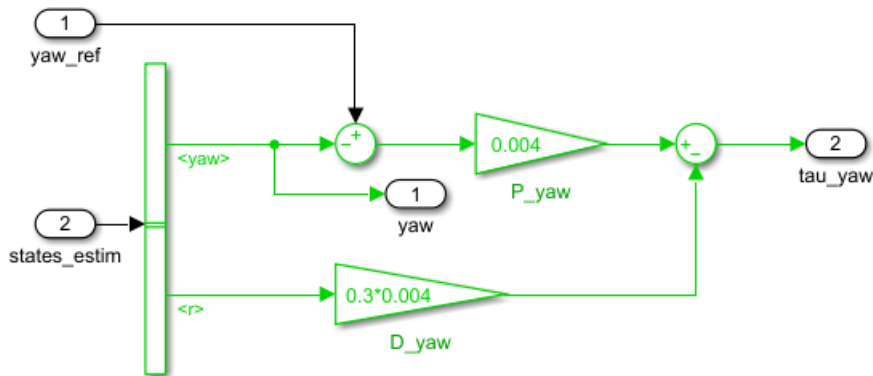 1
yaw_ref
<yaw>
- +
0.004
P_yaw
+ -
2
tau_yaw
1
yaw
2
states_estim
<r>
0.3*0.004
D_yaw